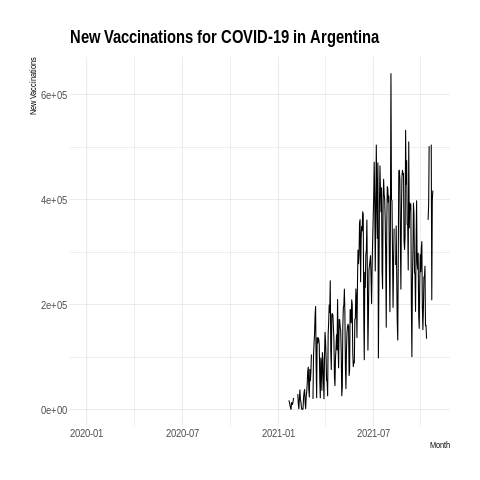 New Vaccinations for COVID-19 in Argentina
New Vaccinations
6e+05
4e+05
2e+05
0e+00
2020-01
2020-07
2021-01
2021-07
Month